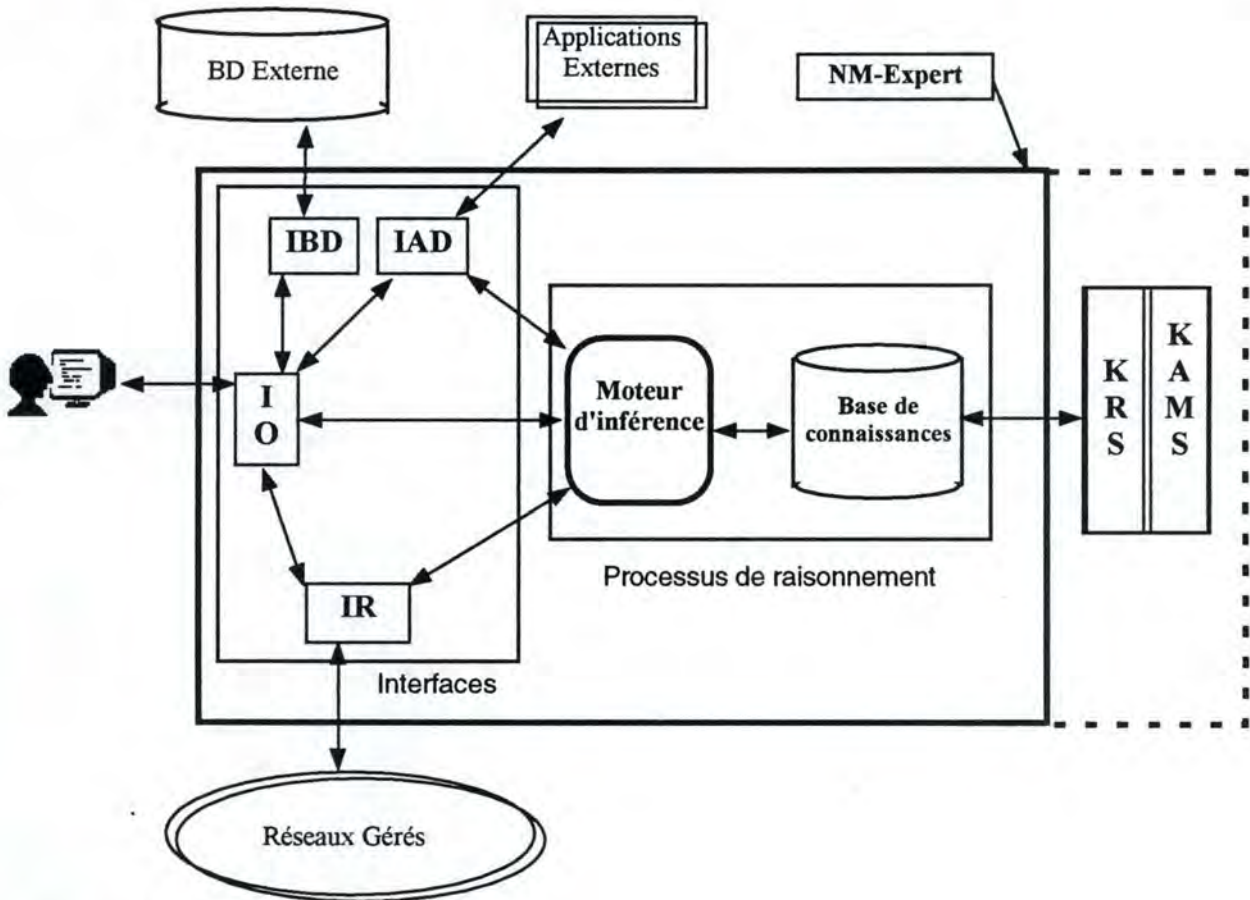 BD Externe
Applications
Externes
NM-Expert
IBD
IAD
I
O
Moteur
d'inférence
Base de
connaissances
K
R
S
K
A
M
S
Processus de raisonnement
IR
Interfaces
Réseaux Gérés